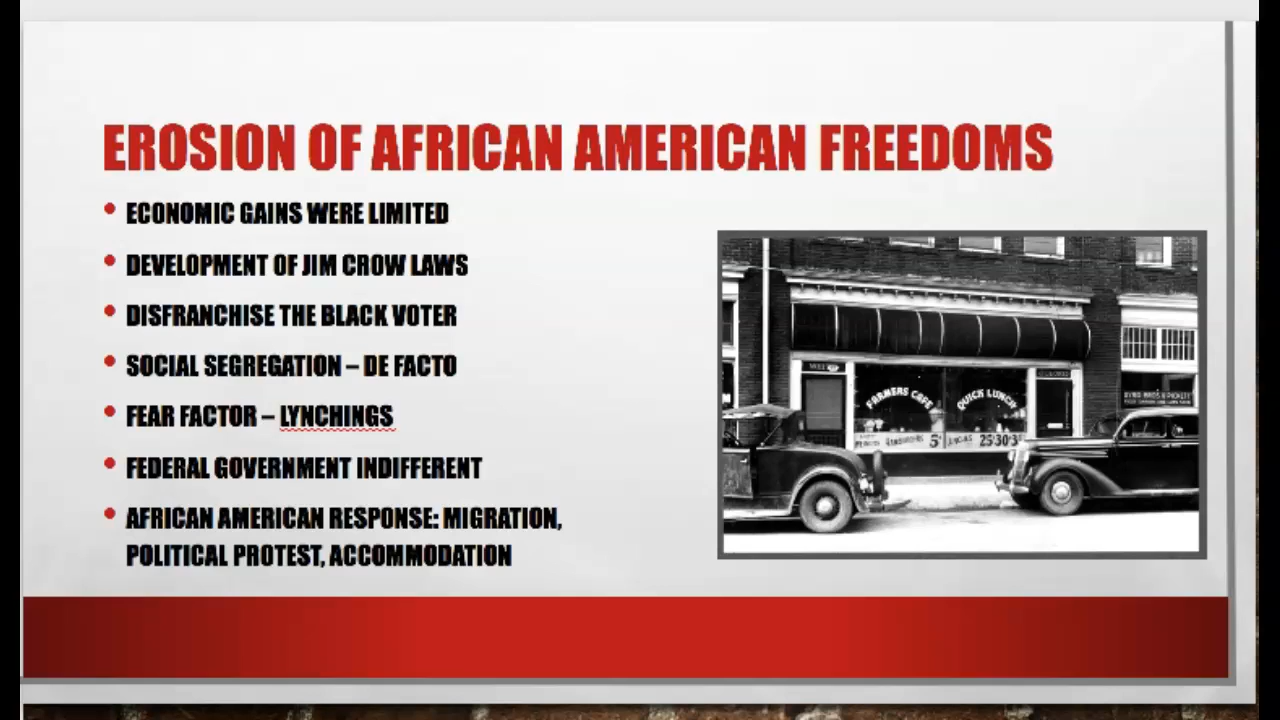 EROSION OF AFRICAN AMERICAN FREEDOMS
• ECONOMIC GAINS WERE LIMITED
• DEVELOPMENT OF JIM CROW LAWS
• DISFRANCHISE THE BLACK VOTER
• SOCIAL SEGREGATION – DE FACTO
• FEAR FACTOR – LYNCHINGS
• FEDERAL GOVERNMENT INDIFFERENT
• AFRICAN AMERICAN RESPONSE: MIGRATION,
POLITICAL PROTEST, ACCOMMODATION
FARMERS CAFE QUICK LUNCH
5¢